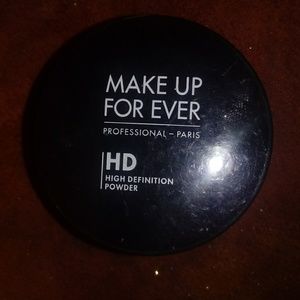 MAKE UP
FOR EVER
PROFESSIONAL – PARIS
HD
HIGH DEFINITION
POWDER